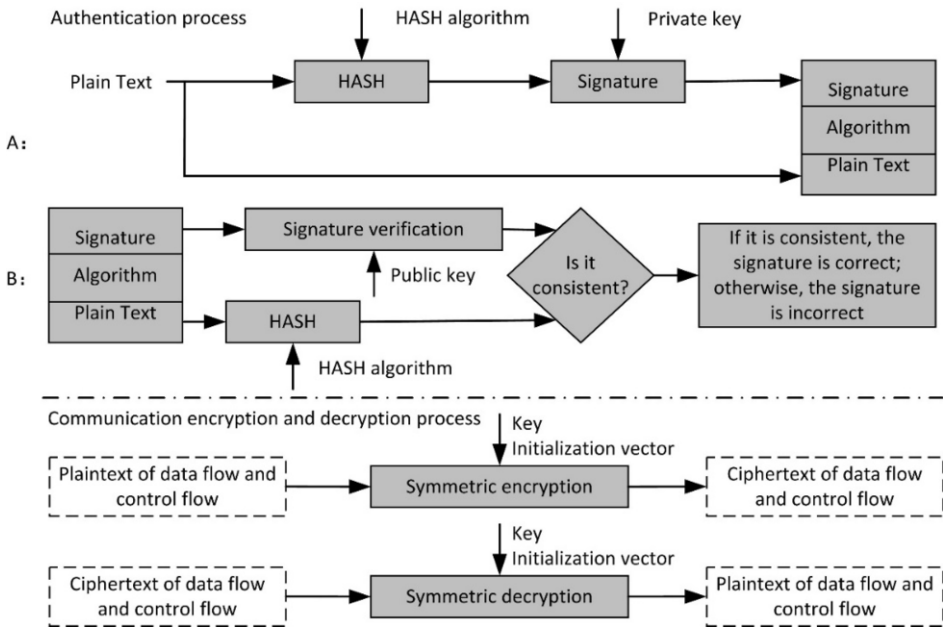 Authentication process
HASH algorithm
Private key
Plain Text
HASH
Signature
Signature
Algorithm
Plain Text
A：
Signature
Algorithm
Plain Text
B：
Signature verification
Public key
HASH
HASH algorithm
Is it
consistent?
If it is consistent, the
signature is correct;
otherwise, the signature
is incorrect
Communication encryption and decryption process
Key
Initialization vector
Plaintext of data flow and
control flow
Symmetric encryption
Ciphertext of data flow
and control flow
Key
Initialization vector
Ciphertext of data flow
and control flow
Symmetric decryption
Plaintext of data flow and
control flow